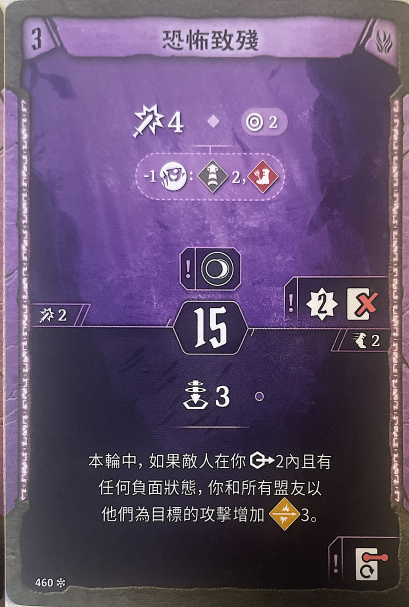 3
恐怖致殘
4 2
-1 : 2,
!
! 2
2
15
2
3
本輪中, 如果敵人在你 2內且有
任何負面狀態, 你和所有盟友以
他們為目標的攻擊增加 3。
!
460